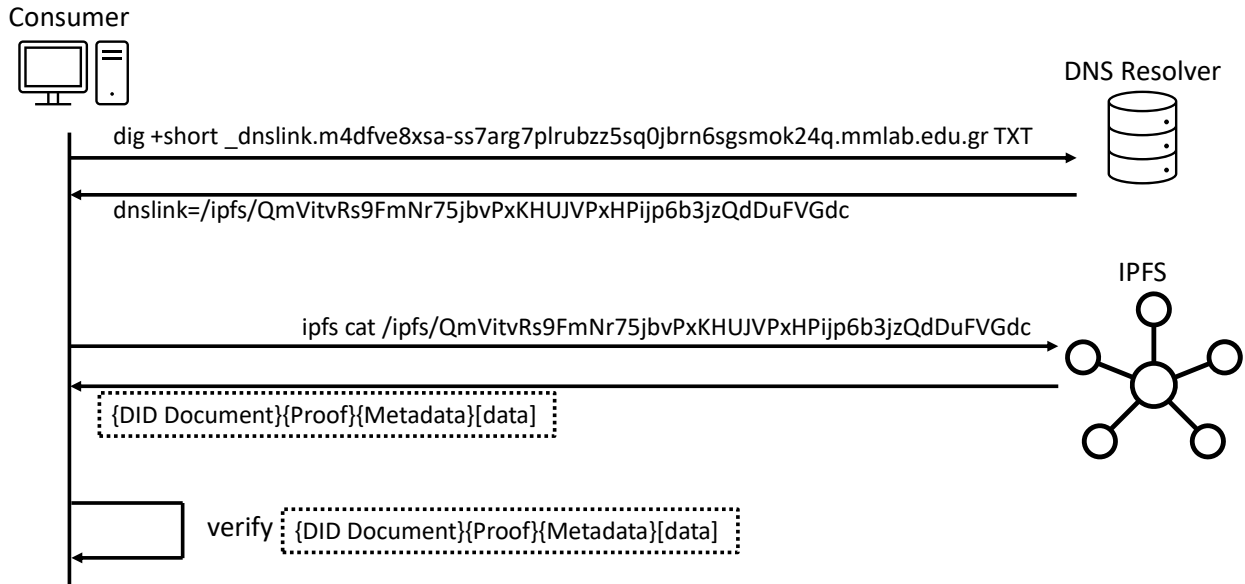 Consumer
DNS Resolver
dig +short _dnslink.m4dfve8xsa-ss7arg7plrubzz5sq0jbrn6sgsmok24q.mmlab.edu.gr TXT
dnslink=/ipfs/QmVitvRs9FmNr75jbvPxKHUJVPxHPijp6b3jzQdDuFVGdc
IPFS
ipfs cat /ipfs/QmVitvRs9FmNr75jbvPxKHUJVPxHPijp6b3jzQdDuFVGdc
{DID Document}{Proof}{Metadata}[data]
verify {DID Document}{Proof}{Metadata}[data]